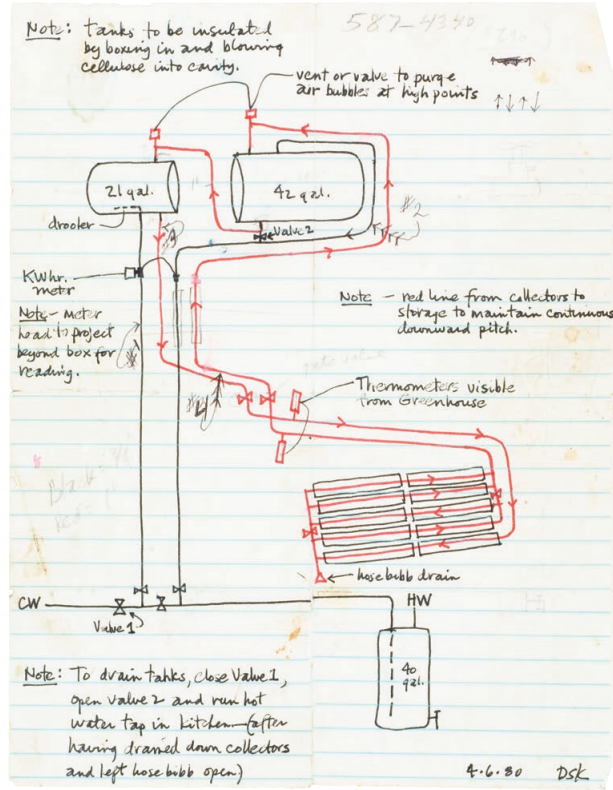 587-4340
Note: Tanks to be insulated
by boxing in and blowing
cellulose into cavity.
vent or valve to purge
air bubbles at high points
21 gal.
42 gal.
drooler
Valve 2
#2
KWhr.
meter
Note - meter
head to project
beyond box for
reading.
Note - red line from collectors to
storage to maintain continuous
downward pitch.
Thermometers visible
from Greenhouse
hose bibb drain
CW
Valve 1
HW
40
gal.
Note: To drain tanks, close Valve 1,
open valve 2 and run hot
water tap in kitchen—(after
having drained down collectors
and left hose bibb open)
4.6.80 DSK